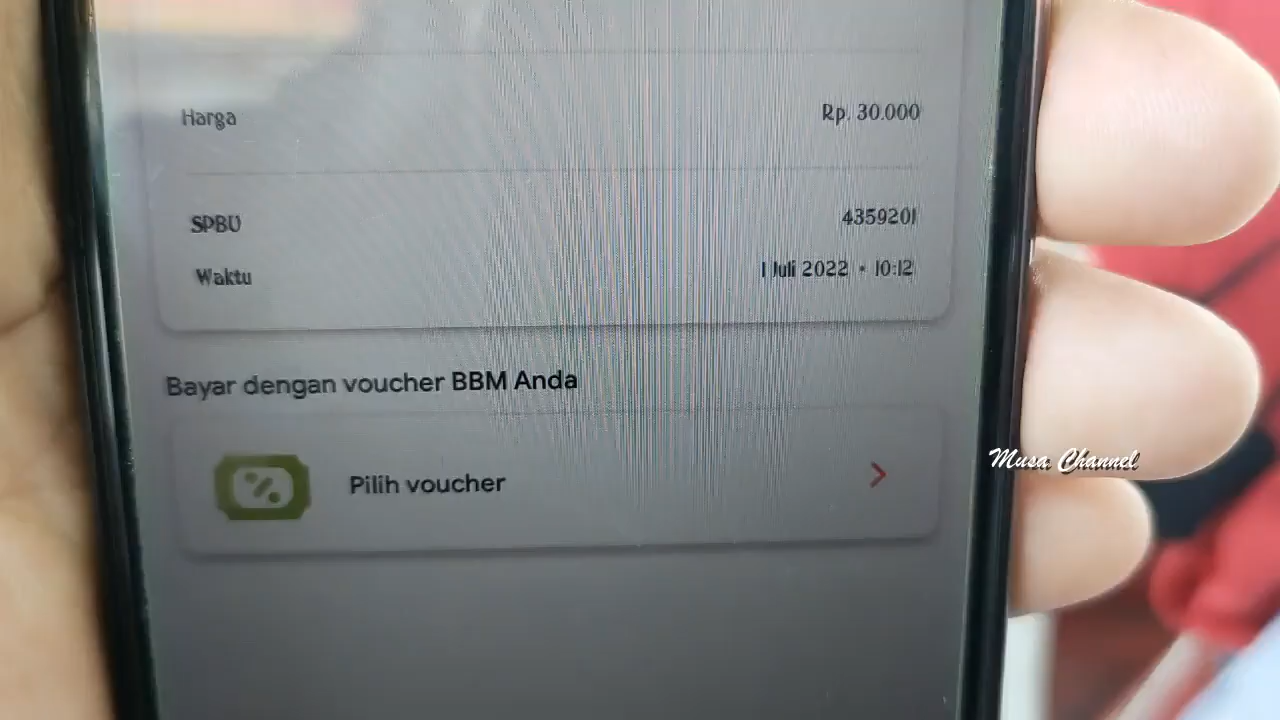 Harga Rp. 30.000
SPBU 4359201
Waktu 1 Juli 2022 • 10:12
Bayar dengan voucher BBM Anda
Pilih voucher
Musa Channel